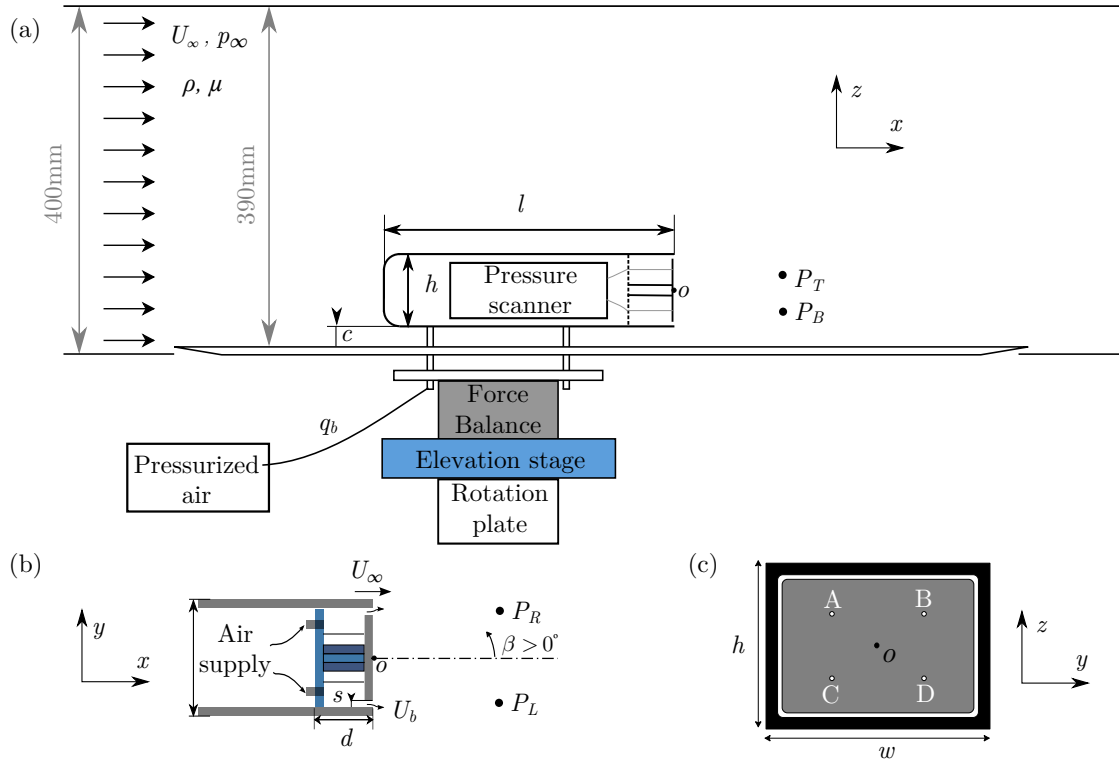 (a)
U∞, p∞
ρ, μ
400mm
390mm
z
x
l
h
Pressure
scanner
o
P_T
P_B
c
q_b
Force
Balance
Elevation stage
Rotation
plate
Pressurized
air
(b)
U∞
y
x
Air
supply
P_R
β > 0°
o
s
U_b
d
P_L
(c)
h
A B
o
C D
w
z
y